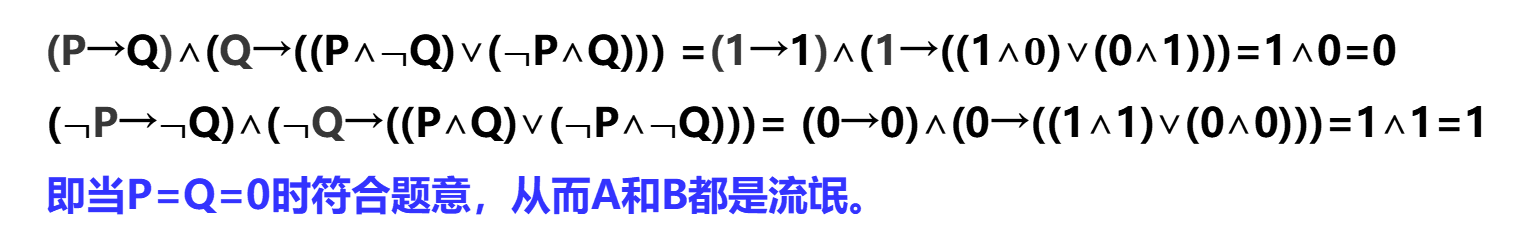 (P→Q)∧(Q→((P∧¬Q)∨(¬P∧Q))) =(1→1)∧(1→((1∧0)∨(0∧1)))=1∧0=0
(¬P→¬Q)∧(¬Q→((P∧Q)∨(¬P∧¬Q)))= (0→0)∧(0→((1∧1)∨(0∧0)))=1∧1=1
即当P=Q=0时符合题意，从而A和B都是流氓。